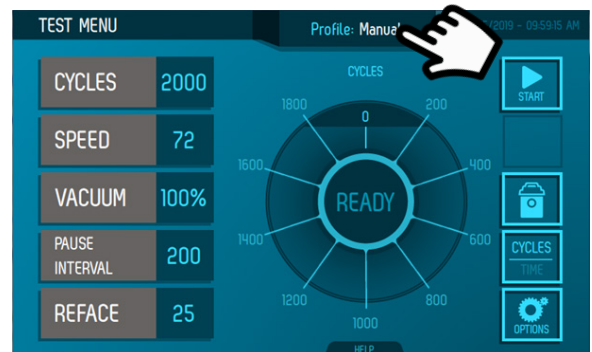 TEST MENU
Profile: Manual
/2019 - 09:59:15 AM
CYCLES 2000
SPEED 72
VACUUM 100%
PAUSE
INTERVAL 200
REFACE 25
CYCLES
0
200
400
600
800
1000
1200
1400
1600
1800
READY
HELP
START
CYCLES
TIME
OPTIONS